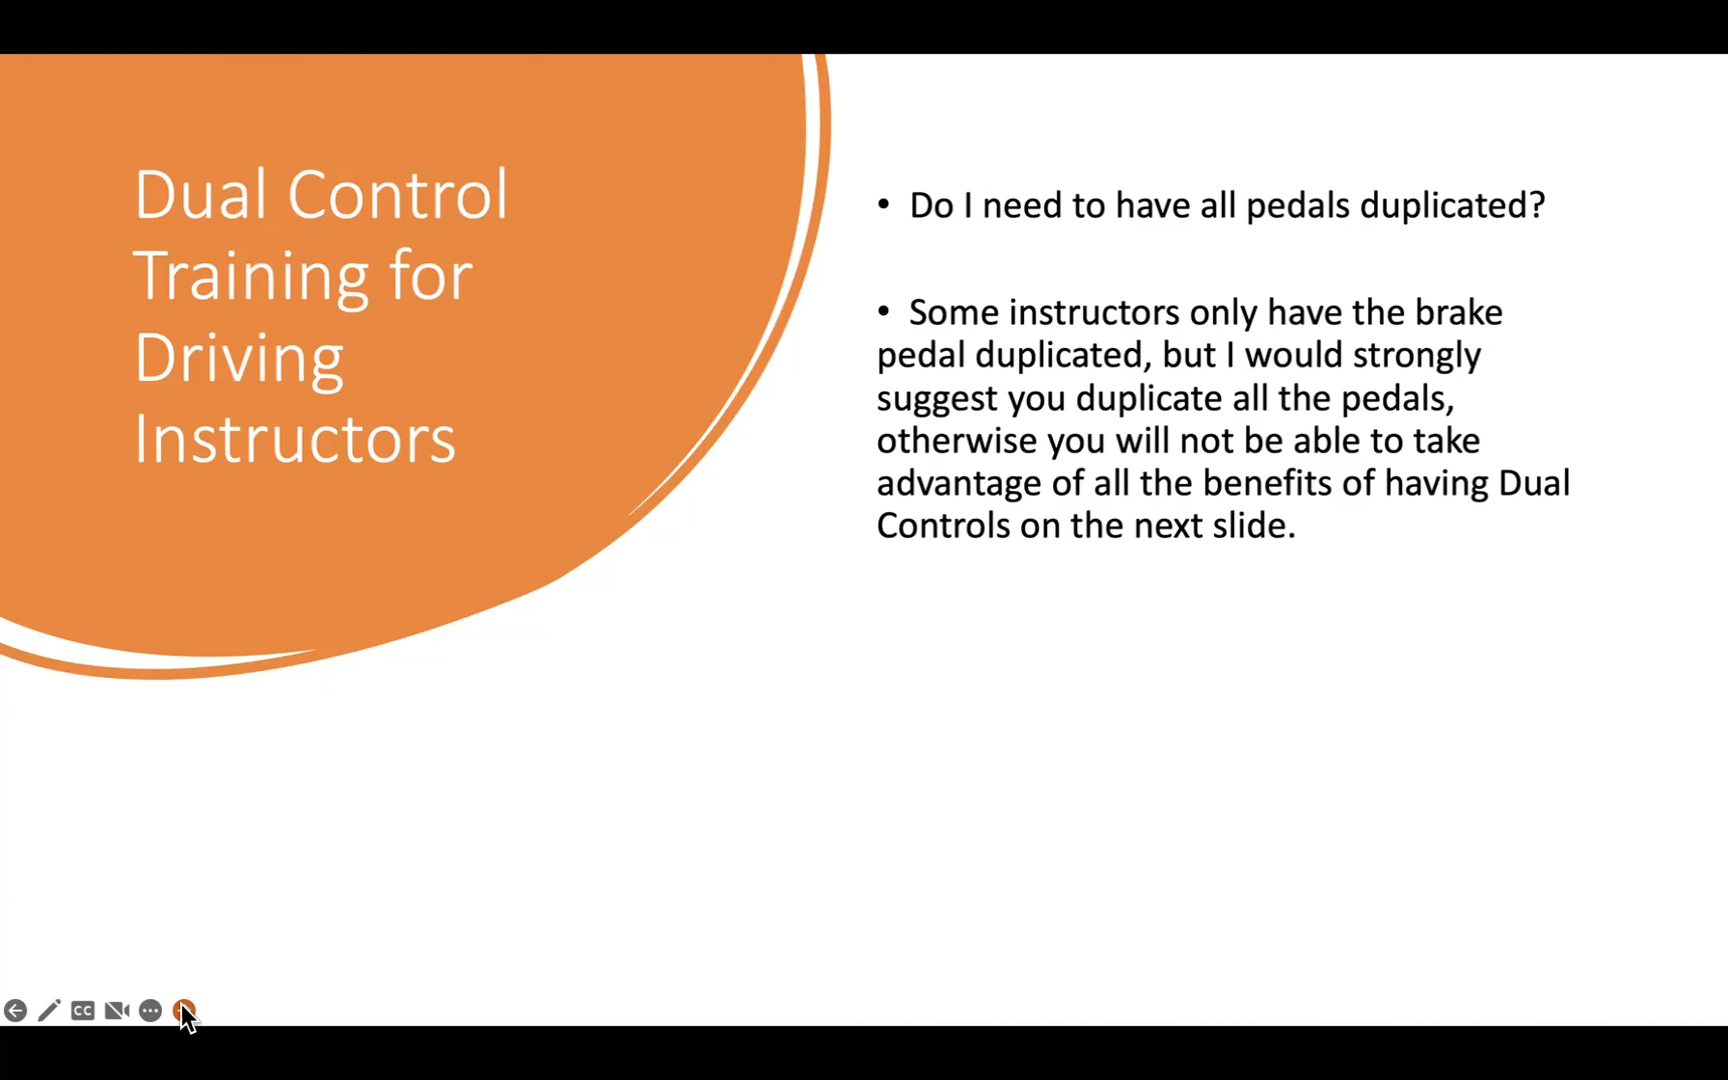 Dual Control
Training for
Driving
Instructors
• Do I need to have all pedals duplicated?
• Some instructors only have the brake
pedal duplicated, but I would strongly
suggest you duplicate all the pedals,
otherwise you will not be able to take
advantage of all the benefits of having Dual
Controls on the next slide.
CC